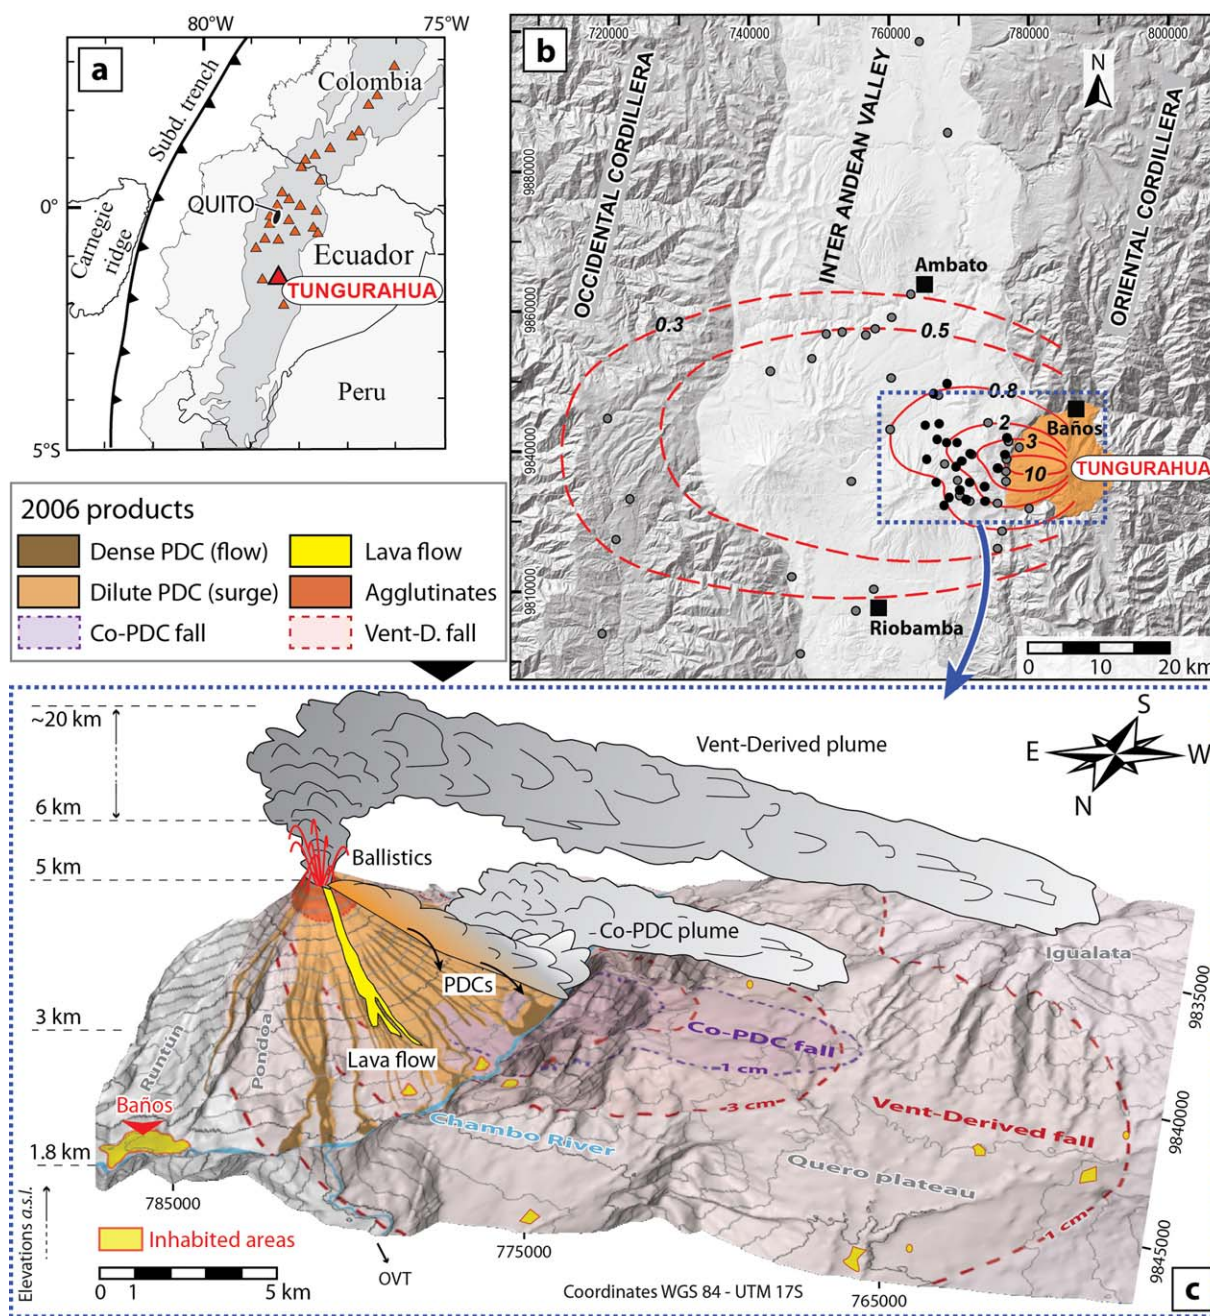 80°W
75°W
a
Colombia
Subd. trench
QUITO
0°
Carnegie
ridge
Ecuador
TUNGURAHUA
Peru
5°S
b
720000
740000
760000
780000
800000
N
OCCIDENTAL CORDILLERA
INTER ANDEAN VALLEY
ORIENTAL CORDILLERA
9880000
9860000
9840000
9810000
Ambato
0.3
0.5
0.8
2
3
10
Baños
TUNGURAHUA
Riobamba
0
10
20 km
2006 products
Dense PDC (flow)
Lava flow
Dilute PDC (surge)
Agglutinates
Co-PDC fall
Vent-D. fall
~20 km
Vent-Derived plume
S
E
W
N
6 km
Ballistics
5 km
Co-PDC plume
Igualata
PDCs
9835000
3 km
Co-PDC fall
Runtún
Pondoa
Lava flow
1 cm
Baños
3 cm
Chambo River
Vent-Derived fall
9840000
1.8 km
Quero plateau
785000
1 cm
Elevations a.s.l.
Inhabited areas
775000
9845000
OVT
0
1
5 km
Coordinates WGS 84 - UTM 17S
765000
c